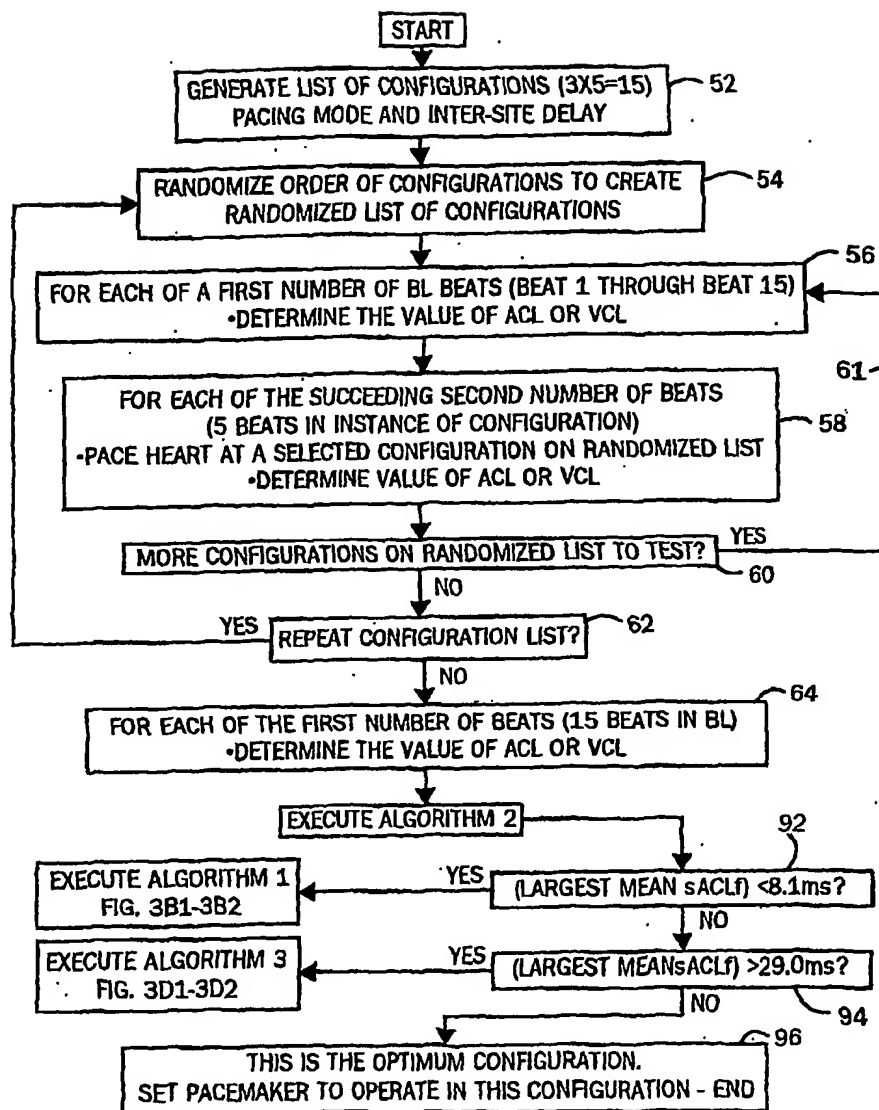 START
GENERATE LIST OF CONFIGURATIONS (3X5=15)
PACING MODE AND INTER-SITE DELAY
52
RANDOMIZE ORDER OF CONFIGURATIONS TO CREATE
RANDOMIZED LIST OF CONFIGURATIONS
54
56
FOR EACH OF A FIRST NUMBER OF BL BEATS (BEAT 1 THROUGH BEAT 15)
•DETERMINE THE VALUE OF ACL OR VCL
61
FOR EACH OF THE SUCCEEDING SECOND NUMBER OF BEATS
(5 BEATS IN INSTANCE OF CONFIGURATION)
•PACE HEART AT A SELECTED CONFIGURATION ON RANDOMIZED LIST
•DETERMINE VALUE OF ACL OR VCL
58
MORE CONFIGURATIONS ON RANDOMIZED LIST TO TEST?
YES
60
NO
YES
REPEAT CONFIGURATION LIST?
62
NO
64
FOR EACH OF THE FIRST NUMBER OF BEATS (15 BEATS IN BL)
•DETERMINE THE VALUE OF ACL OR VCL
EXECUTE ALGORITHM 2
92
EXECUTE ALGORITHM 1
FIG. 3B1-3B2
YES
(LARGEST MEAN sACLf) <8.1ms?
NO
EXECUTE ALGORITHM 3
FIG. 3D1-3D2
YES
(LARGEST MEANsACLf) >29.0ms?
94
NO
96
THIS IS THE OPTIMUM CONFIGURATION.
SET PACEMAKER TO OPERATE IN THIS CONFIGURATION - END